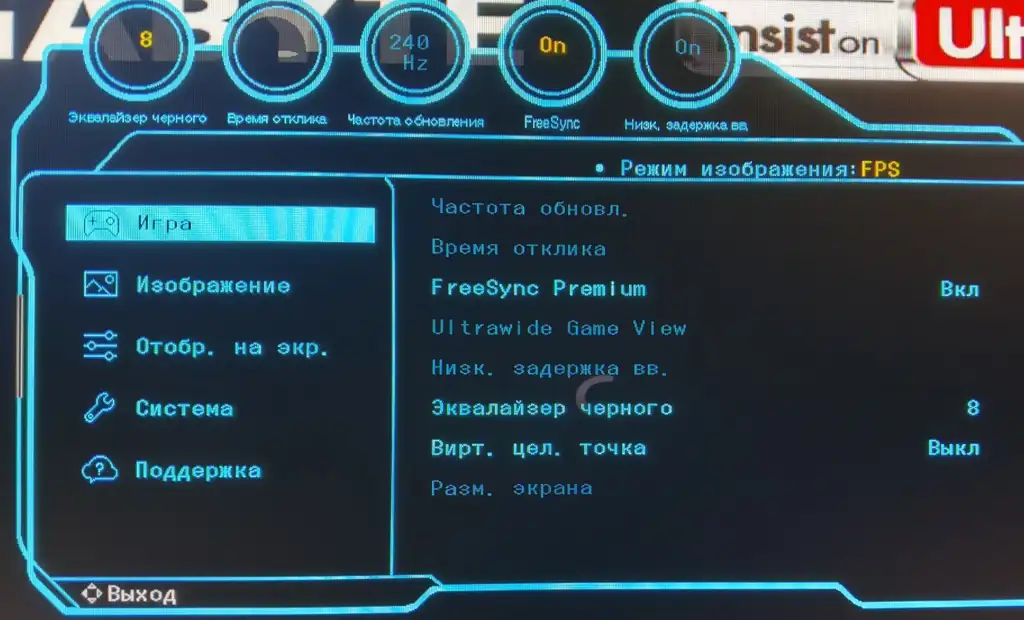 8
240
Hz
On
On
Insist on
Ult
Эквалайзер черного
Время отклика
Частота обновления
FreeSync
Низк. задержка вв.
• Режим изображения:FPS
Игра
Изображение
Отобр. на экр.
Система
Поддержка
Частота обновл.
Время отклика
FreeSync Premium Вкл
Ultrawide Game View
Низк. задержка вв.
Эквалайзер черного 8
Вирт. цел. точка Выкл
Разм. экрана
Выход